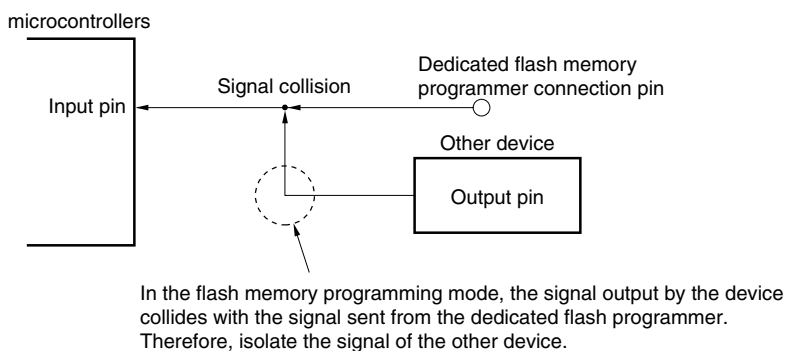 microcontrollers
Input pin
Signal collision
Dedicated flash memory
programmer connection pin
Other device
Output pin
In the flash memory programming mode, the signal output by the device
collides with the signal sent from the dedicated flash programmer.
Therefore, isolate the signal of the other device.